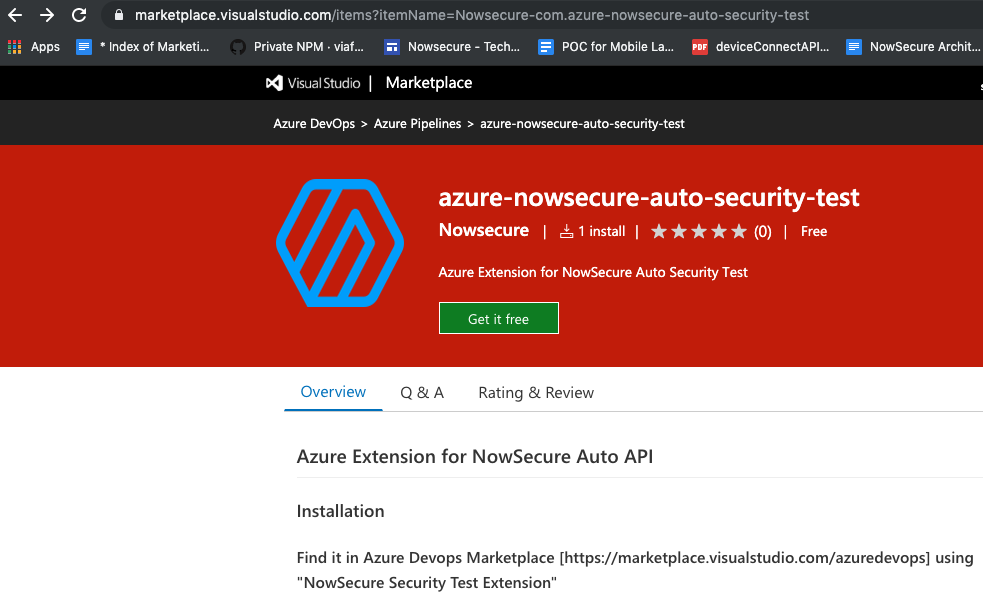 marketplace.visualstudio.com/items?itemName=Nowsecure-com.azure-nowsecure-auto-security-test
Apps * Index of Marketi... Private NPM · viaf... Nowsecure - Tech... POC for Mobile La... PDF deviceConnectAPI... NowSecure Archit...
Visual Studio | Marketplace
Azure DevOps > Azure Pipelines > azure-nowsecure-auto-security-test
azure-nowsecure-auto-security-test
Nowsecure | 1 install | (0) | Free
Azure Extension for NowSecure Auto Security Test
Get it free
Overview Q & A Rating & Review
Azure Extension for NowSecure Auto API
Installation
Find it in Azure Devops Marketplace [https://marketplace.visualstudio.com/azuredevops] using
"NowSecure Security Test Extension"